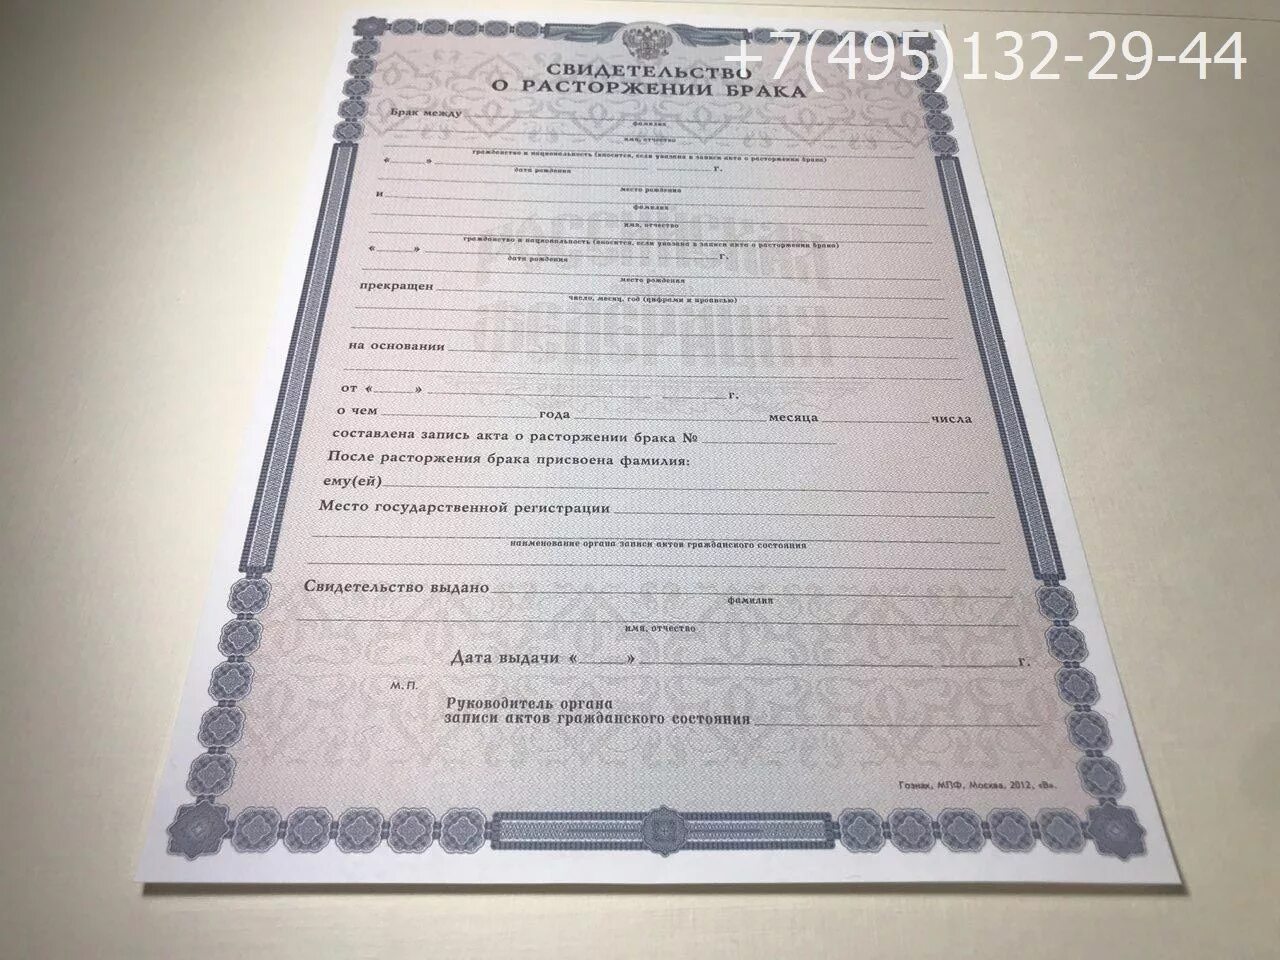 +7(495)132-29-44
СВИДЕТЕЛЬСТВО
О РАСТОРЖЕНИИ БРАКА
Брак между
фамилия
имя, отчество
гражданство и национальность (вносится, если указана в записи акта о расторжении брака)
« » г.
дата рождения
место рождения
и
фамилия
имя, отчество
гражданство и национальность (вносится, если указана в записи акта о расторжении брака)
« » г.
дата рождения
место рождения
прекращен
число, месяц, год (цифрами и прописью)
на основании
от « » г.
о чем года месяца числа
составлена запись акта о расторжении брака №
После расторжения брака присвоена фамилия:
ему(ей)
Место государственной регистрации
наименование органа записи актов гражданского состояния
Свидетельство выдано
фамилия
имя, отчество
Дата выдачи « » г.
М.П.
Руководитель органа
записи актов гражданского состояния
Гознак, МПФ, Москва, 2012, «В».